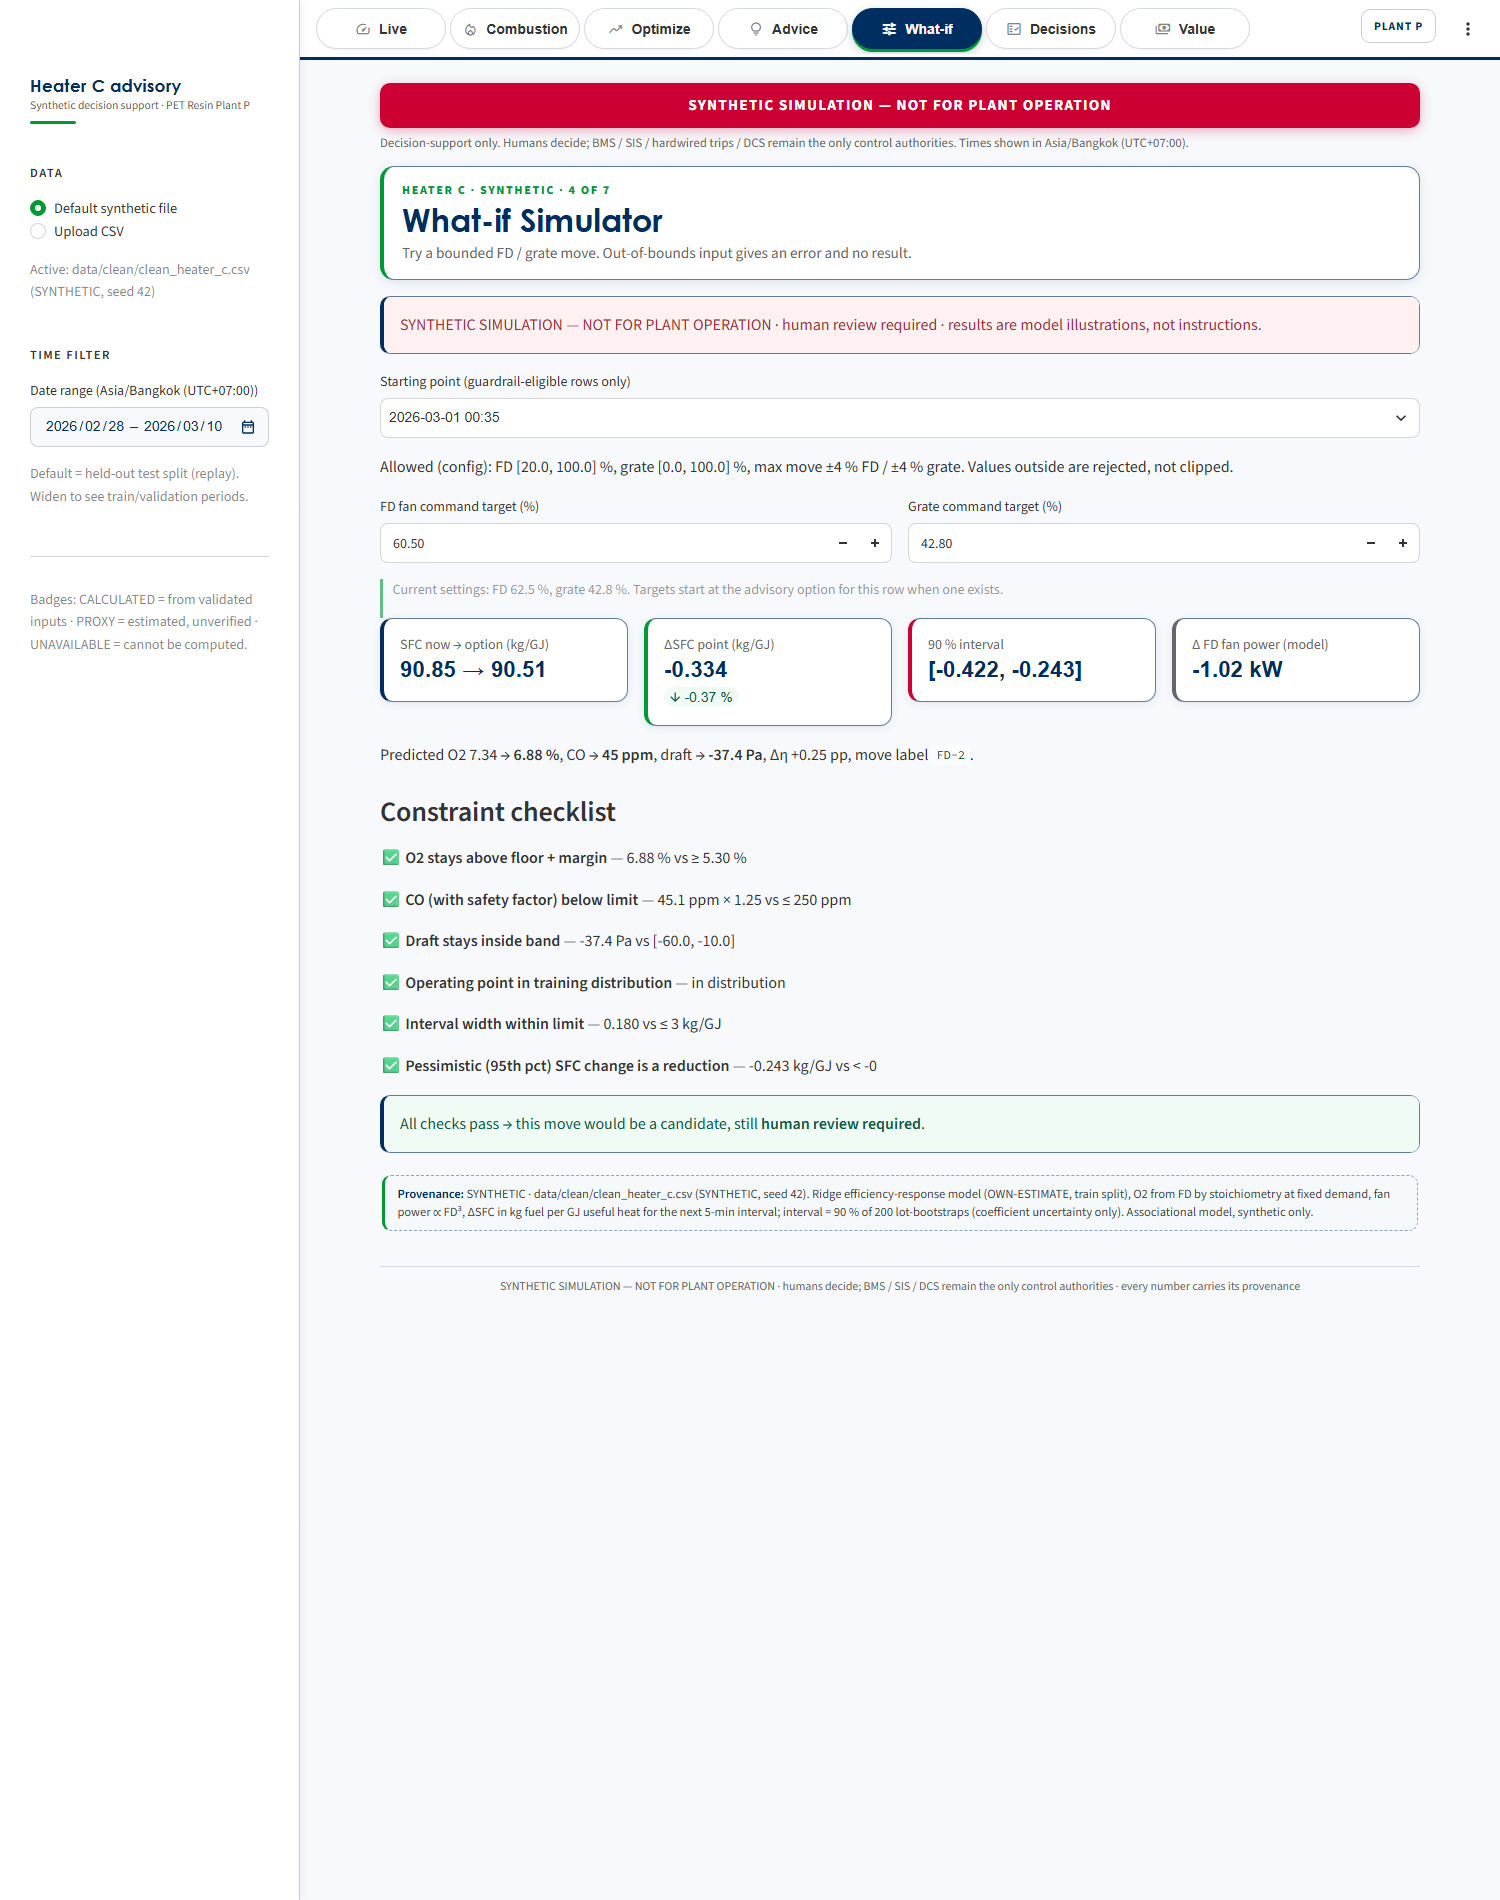 Live
Combustion
Optimize
Advice
What-if
Decisions
Value
PLANT P
Heater C advisory
Synthetic decision support · PET Resin Plant P
DATA
Default synthetic file
Upload CSV
Active: data/clean/clean_heater_c.csv
(SYNTHETIC, seed 42)
TIME FILTER
Date range (Asia/Bangkok (UTC+07:00))
2026/02/28 – 2026/03/10
Default = held-out test split (replay).
Widen to see train/validation periods.
Badges: CALCULATED = from validated
inputs · PROXY = estimated, unverified ·
UNAVAILABLE = cannot be computed.
SYNTHETIC SIMULATION — NOT FOR PLANT OPERATION
Decision-support only. Humans decide; BMS / SIS / hardwired trips / DCS remain the only control authorities. Times shown in Asia/Bangkok (UTC+07:00).
HEATER C · SYNTHETIC · 4 OF 7
What-if Simulator
Try a bounded FD / grate move. Out-of-bounds input gives an error and no result.
SYNTHETIC SIMULATION — NOT FOR PLANT OPERATION · human review required · results are model illustrations, not instructions.
Starting point (guardrail-eligible rows only)
2026-03-01 00:35
Allowed (config): FD [20.0, 100.0] %, grate [0.0, 100.0] %, max move ±4 % FD / ±4 % grate. Values outside are rejected, not clipped.
FD fan command target (%)
60.50
Grate command target (%)
42.80
Current settings: FD 62.5 %, grate 42.8 %. Targets start at the advisory option for this row when one exists.
SFC now → option (kg/GJ)
90.85 → 90.51
ΔSFC point (kg/GJ)
-0.334
↓ -0.37 %
90 % interval
[-0.422, -0.243]
Δ FD fan power (model)
-1.02 kW
Predicted O2 7.34 → 6.88 %, CO → 45 ppm, draft → -37.4 Pa, Δη +0.25 pp, move label FD-2 .
Constraint checklist
✅ O2 stays above floor + margin — 6.88 % vs ≥ 5.30 %
✅ CO (with safety factor) below limit — 45.1 ppm × 1.25 vs ≤ 250 ppm
✅ Draft stays inside band — -37.4 Pa vs [-60.0, -10.0]
✅ Operating point in training distribution — in distribution
✅ Interval width within limit — 0.180 vs ≤ 3 kg/GJ
✅ Pessimistic (95th pct) SFC change is a reduction — -0.243 kg/GJ vs < -0
All checks pass → this move would be a candidate, still human review required.
Provenance: SYNTHETIC · data/clean/clean_heater_c.csv (SYNTHETIC, seed 42). Ridge efficiency-response model (OWN-ESTIMATE, train split), O2 from FD by stoichiometry at fixed demand, fan
power ∝ FD³, ΔSFC in kg fuel per GJ useful heat for the next 5-min interval; interval = 90 % of 200 lot-bootstraps (coefficient uncertainty only). Associational model, synthetic only.
SYNTHETIC SIMULATION — NOT FOR PLANT OPERATION · humans decide; BMS / SIS / DCS remain the only control authorities · every number carries its provenance